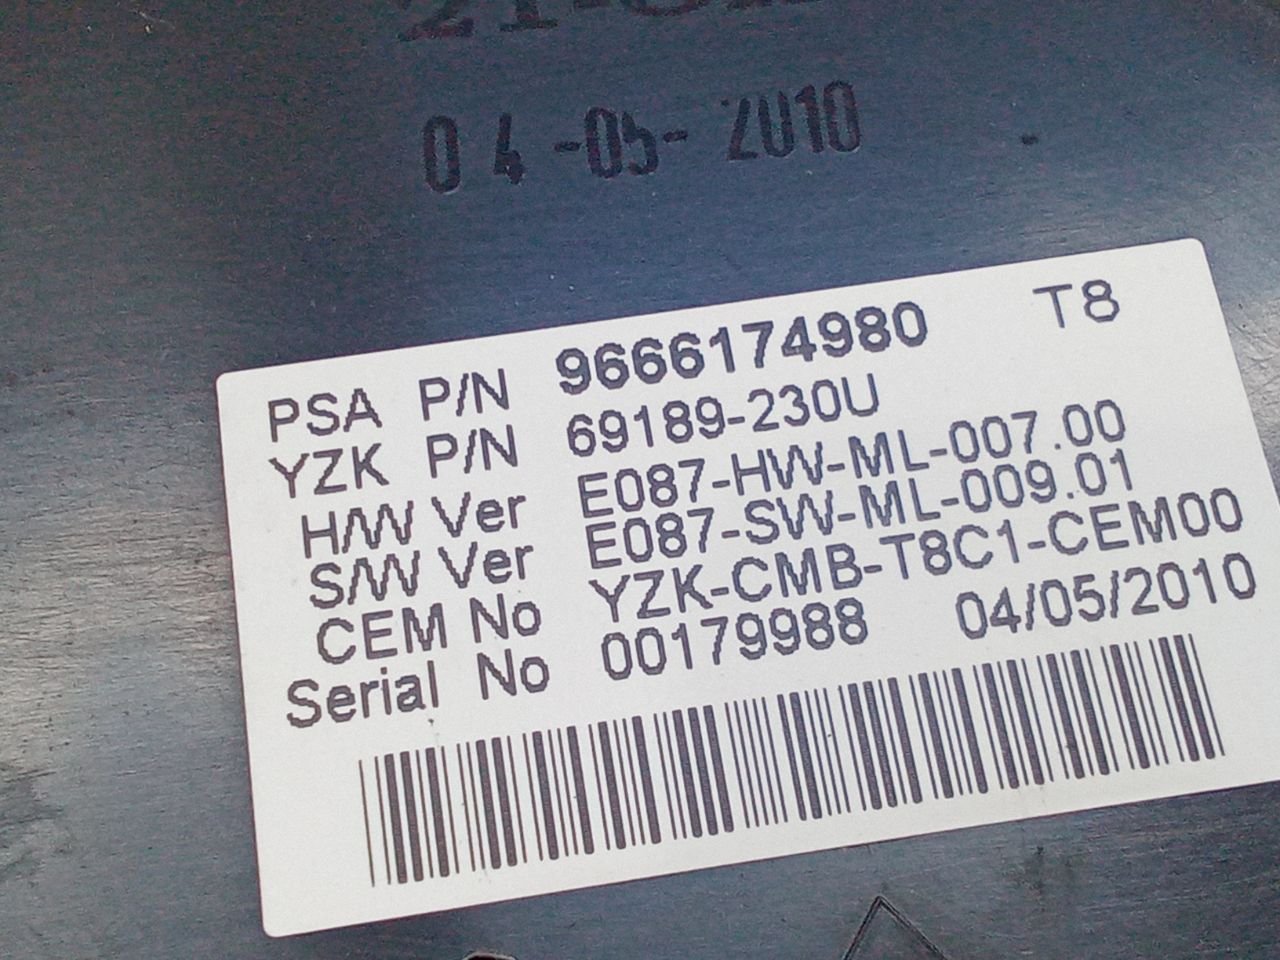 04-05-2010
PSA P/N 9666174980 T8
YZK P/N 69189-230U
H/W Ver E087-HW-ML-007.00
S/W Ver E087-SW-ML-009.01
CEM No YZK-CMB-T8C1-CEM00
Serial No 00179988 04/05/2010